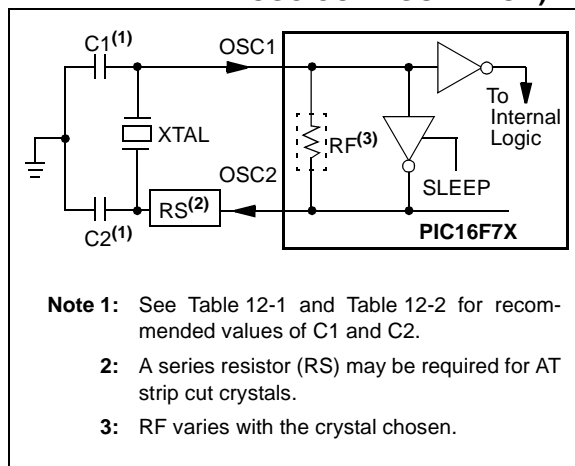 C1(1)
OSC1
To
Internal
Logic
XTAL
RF(3)
OSC2
SLEEP
RS(2)
C2(1)
PIC16F7X
Note 1: See Table 12-1 and Table 12-2 for recom-
mended values of C1 and C2.
2: A series resistor (RS) may be required for AT
strip cut crystals.
3: RF varies with the crystal chosen.